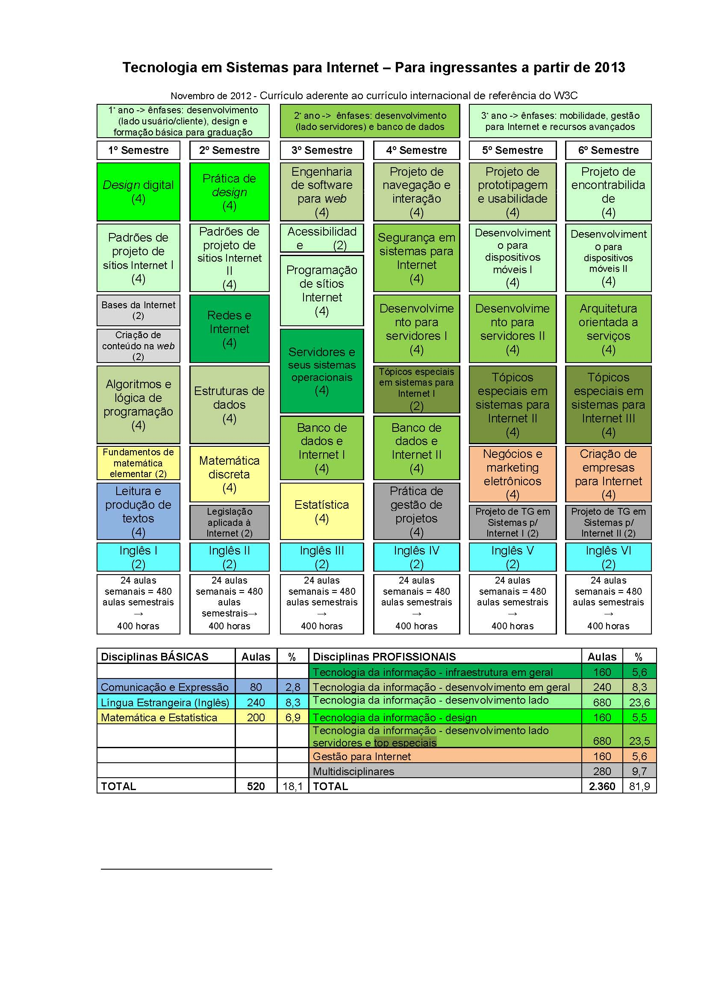 Tecnologia em Sistemas para Internet – Para ingressantes a partir de 2013
Novembro de 2012 - Currículo aderente ao currículo internacional de referência do W3C
1º ano -> ênfases: desenvolvimento
(lado usuário/cliente), design e
formação básica para graduação
2º ano -> ênfases: desenvolvimento
(lado servidores) e banco de dados
3º ano -> ênfases: mobilidade, gestão
para Internet e recursos avançados
1º Semestre
2º Semestre
3º Semestre
4º Semestre
5º Semestre
6º Semestre
Design digital
(4)
Prática de
design
(4)
Engenharia
de software
para web
(4)
Projeto de
navegação e
interação
(4)
Projeto de
prototipagem
e usabilidade
(4)
Projeto de
encontrabilida
de
(4)
Padrões de
projeto de
sítios Internet I
(4)
Padrões de
projeto de
sítios Internet
II
(4)
Acessibilidad
e (2)
Programação
de sítios
Internet
(4)
Segurança em
sistemas para
Internet
(4)
Desenvolviment
o para
dispositivos
móveis I
(4)
Desenvolviment
o para
dispositivos
móveis II
(4)
Bases da Internet
(2)
Criação de
conteúdo na web
(2)
Redes e
Internet
(4)
Servidores e
seus sistemas
operacionais
(4)
Desenvolvime
nto para
servidores I
(4)
Desenvolvime
nto para
servidores II
(4)
Arquitetura
orientada a
serviços
(4)
Algoritmos e
lógica de
programação
(4)
Estruturas de
dados
(4)
Tópicos especiais
em sistemas para
Internet I
(2)
Tópicos
especiais em
sistemas para
Internet II
(4)
Tópicos
especiais em
sistemas para
Internet III
(4)
Banco de
dados e
Internet I
(4)
Banco de
dados e
Internet II
(4)
Fundamentos de
matemática
elementar (2)
Matemática
discreta
(4)
Negócios e
marketing
eletrônicos
(4)
Criação de
empresas
para Internet
(4)
Leitura e
produção de
textos
(4)
Legislação
aplicada à
Internet (2)
Estatística
(4)
Prática de
gestão de
projetos
(4)
Projeto de TG em
Sistemas p/
Internet I (2)
Projeto de TG em
Sistemas p/
Internet II (2)
Inglês I
(2)
Inglês II
(2)
Inglês III
(2)
Inglês IV
(2)
Inglês V
(2)
Inglês VI
(2)
24 aulas
semanais = 480
aulas semestrais
→
400 horas
24 aulas
semanais = 480
aulas
semestrais→
400 horas
24 aulas
semanais = 480
aulas semestrais
→
400 horas
24 aulas
semanais = 480
aulas semestrais
→
400 horas
24 aulas
semanais = 480
aulas semestrais
→
400 horas
24 aulas
semanais = 480
aulas semestrais
→
400 horas
Disciplinas BÁSICAS Aulas % Disciplinas PROFISSIONAIS Aulas %
Tecnologia da informação - infraestrutura em geral 160 5,6
Comunicação e Expressão 80 2,8 Tecnologia da informação - desenvolvimento em geral 240 8,3
Língua Estrangeira (Inglês) 240 8,3 Tecnologia da informação - desenvolvimento lado 680 23,6
Matemática e Estatística 200 6,9 Tecnologia da informação - design 160 5,5
Tecnologia da informação - desenvolvimento lado
servidores e top especiais 680 23,5
Gestão para Internet 160 5,6
Multidisciplinares 280 9,7
TOTAL 520 18,1 TOTAL 2.360 81,9